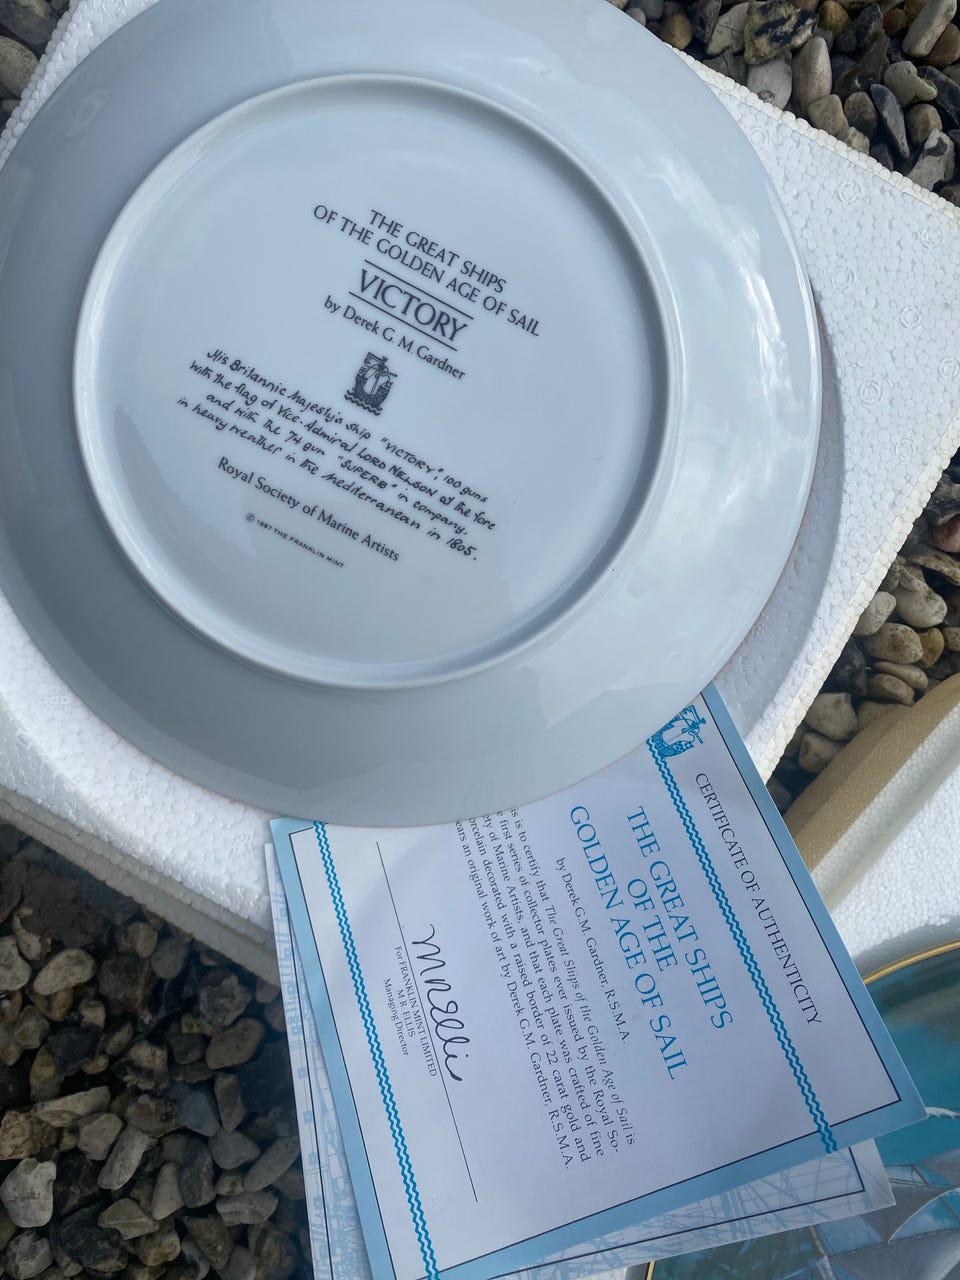 THE GREAT SHIPS
OF THE GOLDEN AGE OF SAIL
VICTORY
by Derek G. M. Gardner
His Britannic Majesty's ship "VICTORY", 100 guns
with the flag of Vice-Admiral LORD NELSON at the fore
and with the 74 gun "SUPERB" in company,
in heavy weather in the Mediterranean in 1805.
Royal Society of Marine Artists
© 1987 THE FRANKLIN MINT
CERTIFICATE OF AUTHENTICITY
THE GREAT SHIPS
OF THE
GOLDEN AGE OF SAIL
by Derek G.M. Gardner, R.S.M.A.
is is to certify that The Great Ships of the Golden Age of Sail is
e first series of collector plates ever issued by the Royal So-
ety of Marine Artists, and that each plate was crafted of fine
orcelain decorated with a raised border of 22 carat gold and
ears an original work of art by Derek G.M. Gardner, R.S.M.A.
M R Ellis
For FRANKLIN MINT LIMITED
M.R. ELLIS
Managing Director